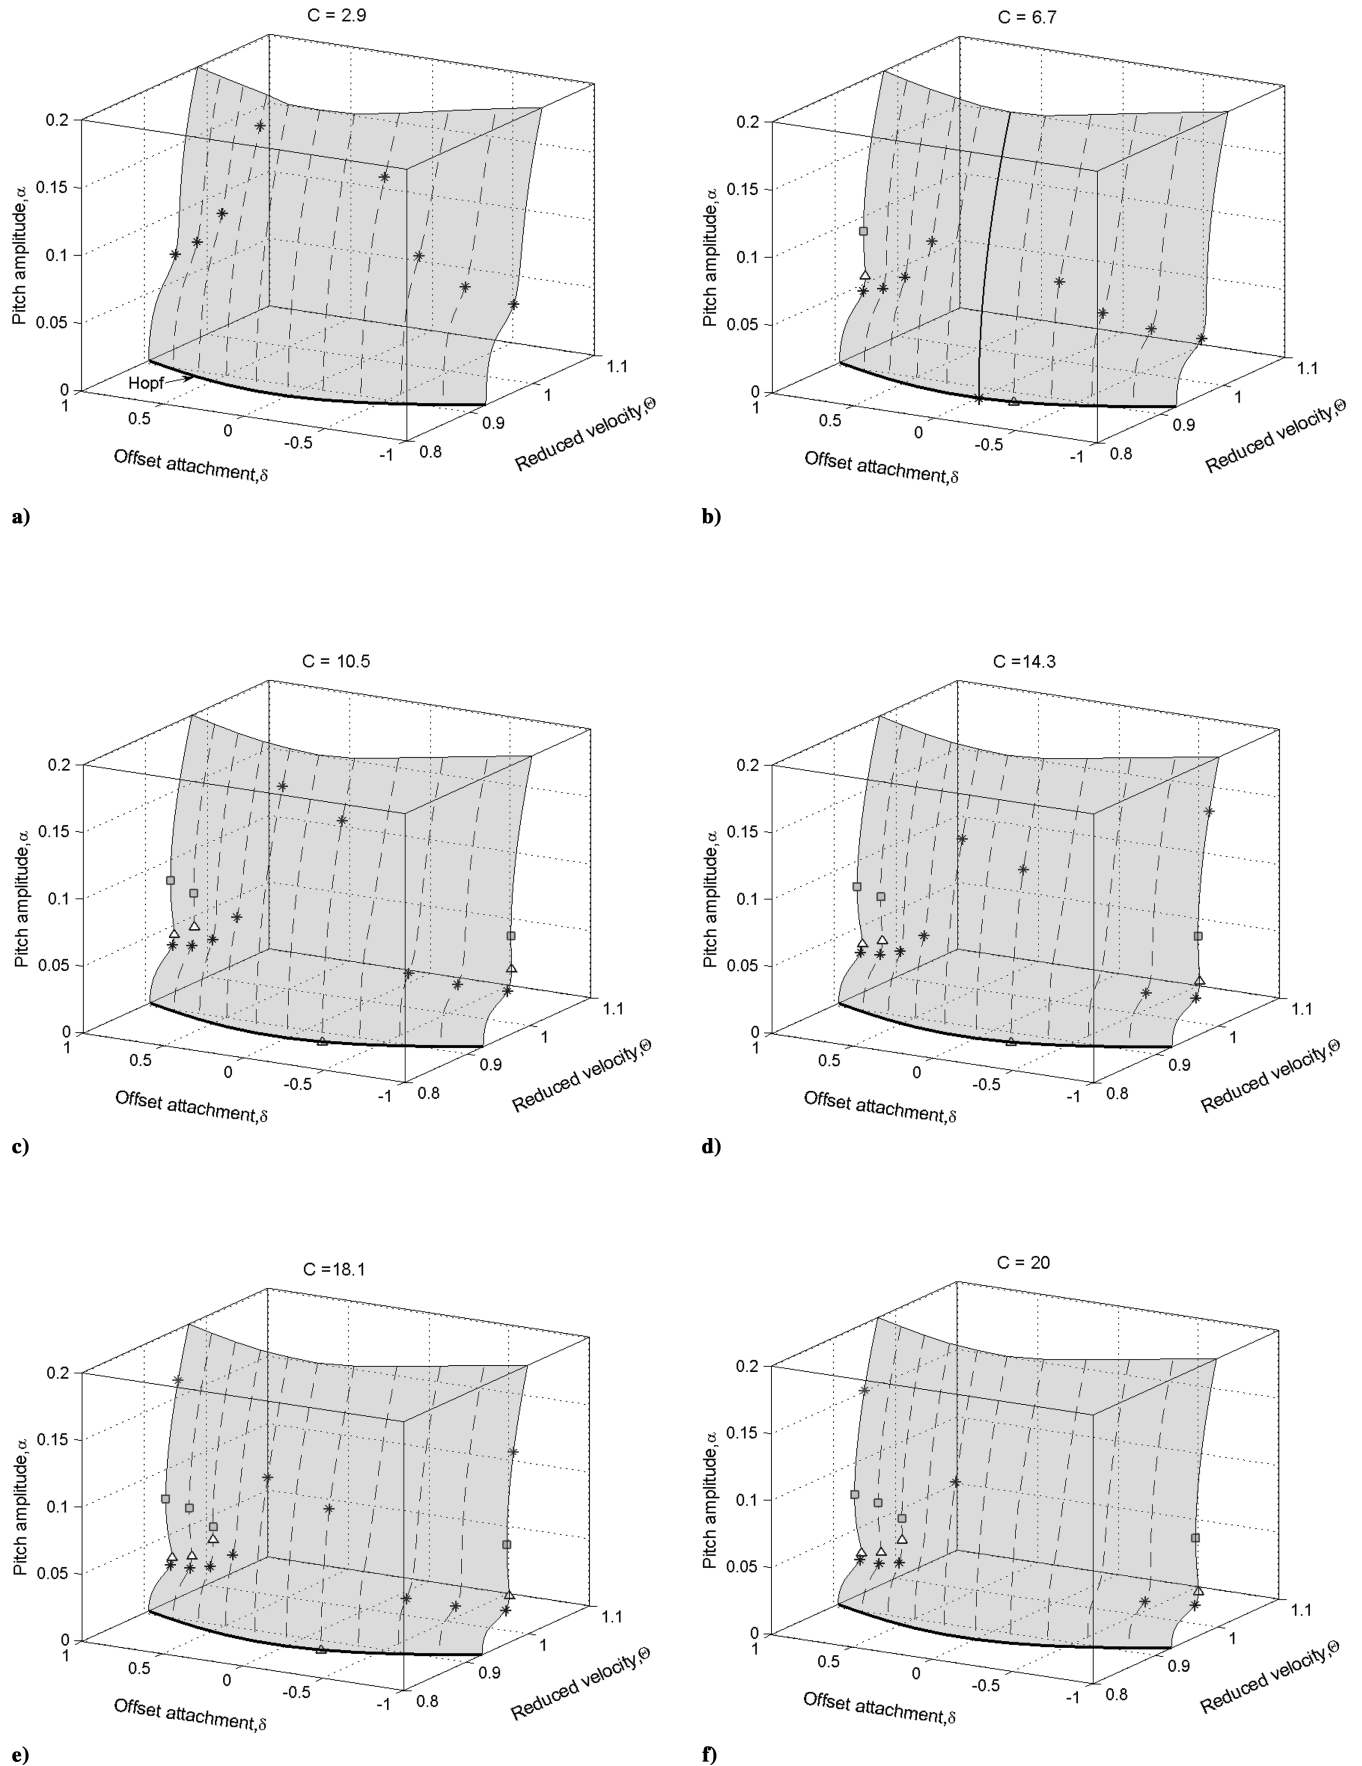 C = 2.9
0.2
0.15
0.1
0.05
0
Pitch amplitude,α
Hopf
1
0.5
0
-0.5
-1
Offset attachment,δ
0.8
0.9
1
1.1
Reduced velocity,Θ
a)
C = 6.7
0.2
0.15
0.1
0.05
0
Pitch amplitude,α
1
0.5
0
-0.5
-1
Offset attachment,δ
0.8
0.9
1
1.1
Reduced velocity,Θ
b)
C = 10.5
0.2
0.15
0.1
0.05
0
Pitch amplitude,α
1
0.5
0
-0.5
-1
Offset attachment,δ
0.8
0.9
1
1.1
Reduced velocity,Θ
c)
C =14.3
0.2
0.15
0.1
0.05
0
Pitch amplitude,α
1
0.5
0
-0.5
-1
Offset attachment,δ
0.8
0.9
1
1.1
Reduced velocity,Θ
d)
C =18.1
0.2
0.15
0.1
0.05
0
Pitch amplitude,α
1
0.5
0
-0.5
-1
Offset attachment,δ
0.8
0.9
1
1.1
Reduced velocity,Θ
e)
C = 20
0.2
0.15
0.1
0.05
0
Pitch amplitude,α
1
0.5
0
-0.5
-1
Offset attachment,δ
0.8
0.9
1
1.1
Reduced velocity,Θ
f)